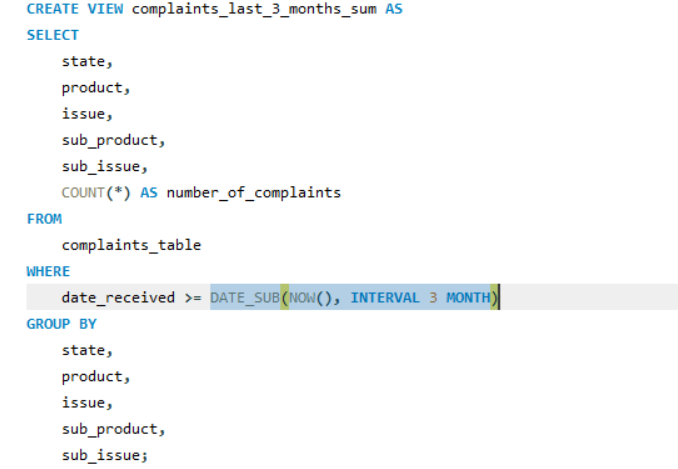 CREATE VIEW complaints_last_3_months_sum AS
SELECT
    state,
    product,
    issue,
    sub_product,
    sub_issue,
    COUNT(*) AS number_of_complaints
FROM
    complaints_table
WHERE
    date_received >= DATE_SUB(NOW(), INTERVAL 3 MONTH)
GROUP BY
    state,
    product,
    issue,
    sub_product,
    sub_issue;